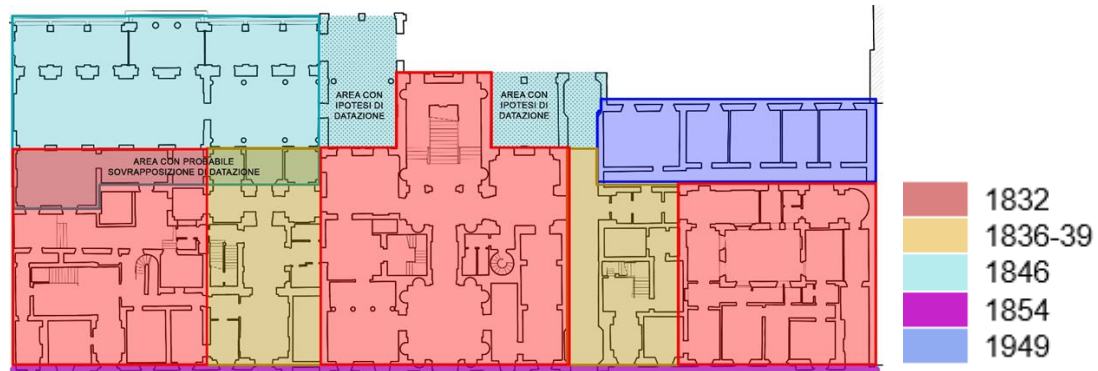 AREA CON
IPOTESI DI
DATAZIONE
AREA CON
IPOTESI DI
DATAZIONE
AREA CON PROBABILE
SOVRAPPOSIZIONE DI DATAZIONE
1832
1836-39
1846
1854
1949